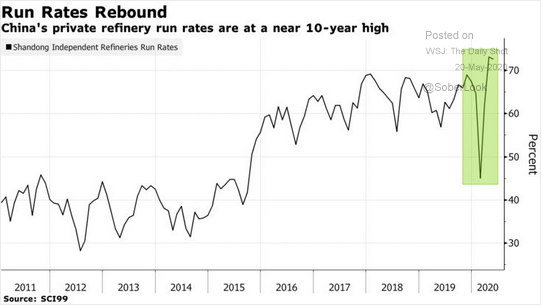 Run Rates Rebound
China's private refinery run rates are at a near 10-year high
Posted on
WSJ: The Daily Shot
20-May-2020
@SoberLook
Shandong Independent Refineries Run Rates
70
60
50
40
30
Percent
2011 2012 2013 2014 2015 2016 2017 2018 2019 2020
Source: SCI99